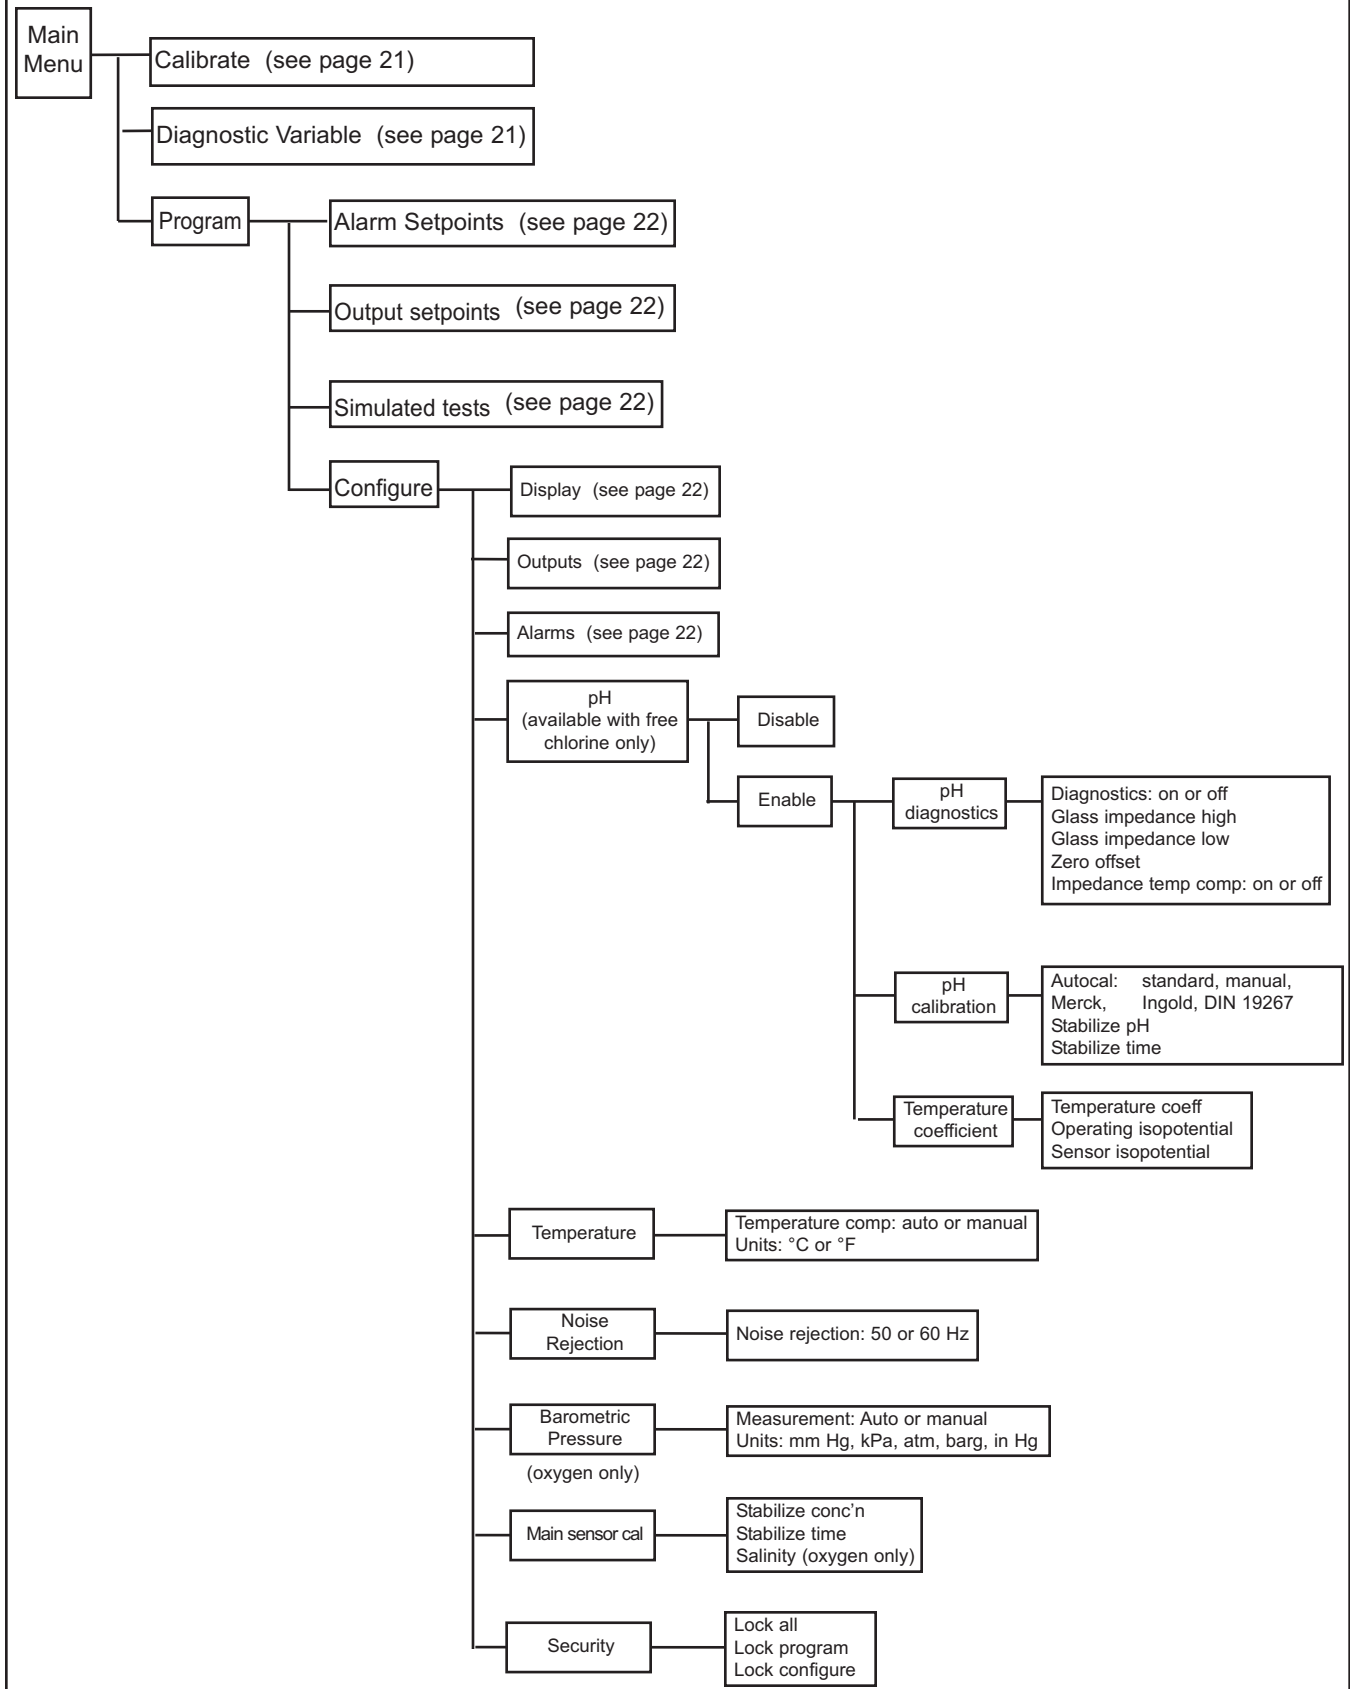 Main
Menu
Calibrate (see page 21)
Diagnostic Variable (see page 21)
Program
Alarm Setpoints (see page 22)
Output setpoints (see page 22)
Simulated tests (see page 22)
Configure
Display (see page 22)
Outputs (see page 22)
Alarms (see page 22)
pH
(available with free
chlorine only)
Disable
Enable
pH
diagnostics
Diagnostics: on or off
Glass impedance high
Glass impedance low
Zero offset
Impedance temp comp: on or off
pH
calibration
Autocal: standard, manual,
Merck, Ingold, DIN 19267
Stabilize pH
Stabilize time
Temperature
coefficient
Temperature coeff
Operating isopotential
Sensor isopotential
Temperature
Temperature comp: auto or manual
Units: °C or °F
Noise
Rejection
Noise rejection: 50 or 60 Hz
Barometric
Pressure
(oxygen only)
Measurement: Auto or manual
Units: mm Hg, kPa, atm, barg, in Hg
Main sensor cal
Stabilize conc’n
Stabilize time
Salinity (oxygen only)
Security
Lock all
Lock program
Lock configure